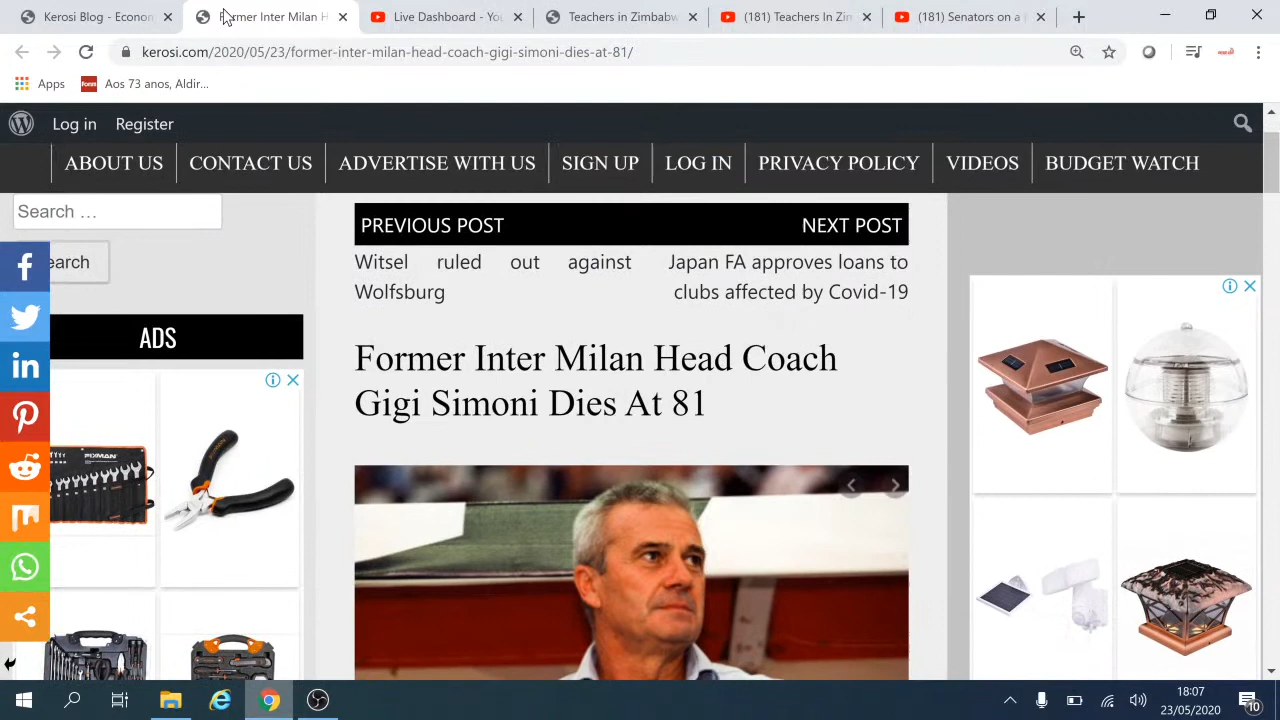 Kerosi Blog - Econom
Former Inter Milan H
Live Dashboard - Yo
Teachers in Zimbabw
(181) Teachers In Zim
(181) Senators on a
kerosi.com/2020/05/23/former-inter-milan-head-coach-gigi-simoni-dies-at-81/
Apps
Aos 73 anos, Aldir...
Log in
Register
ABOUT US
CONTACT US
ADVERTISE WITH US
SIGN UP
LOG IN
PRIVACY POLICY
VIDEOS
BUDGET WATCH
Search …
earch
ADS
PREVIOUS POST
NEXT POST
Witsel ruled out against
Wolfsburg
Japan FA approves loans to
clubs affected by Covid-19
Former Inter Milan Head Coach
Gigi Simoni Dies At 81
FIXMAN
18:07
23/05/2020
10